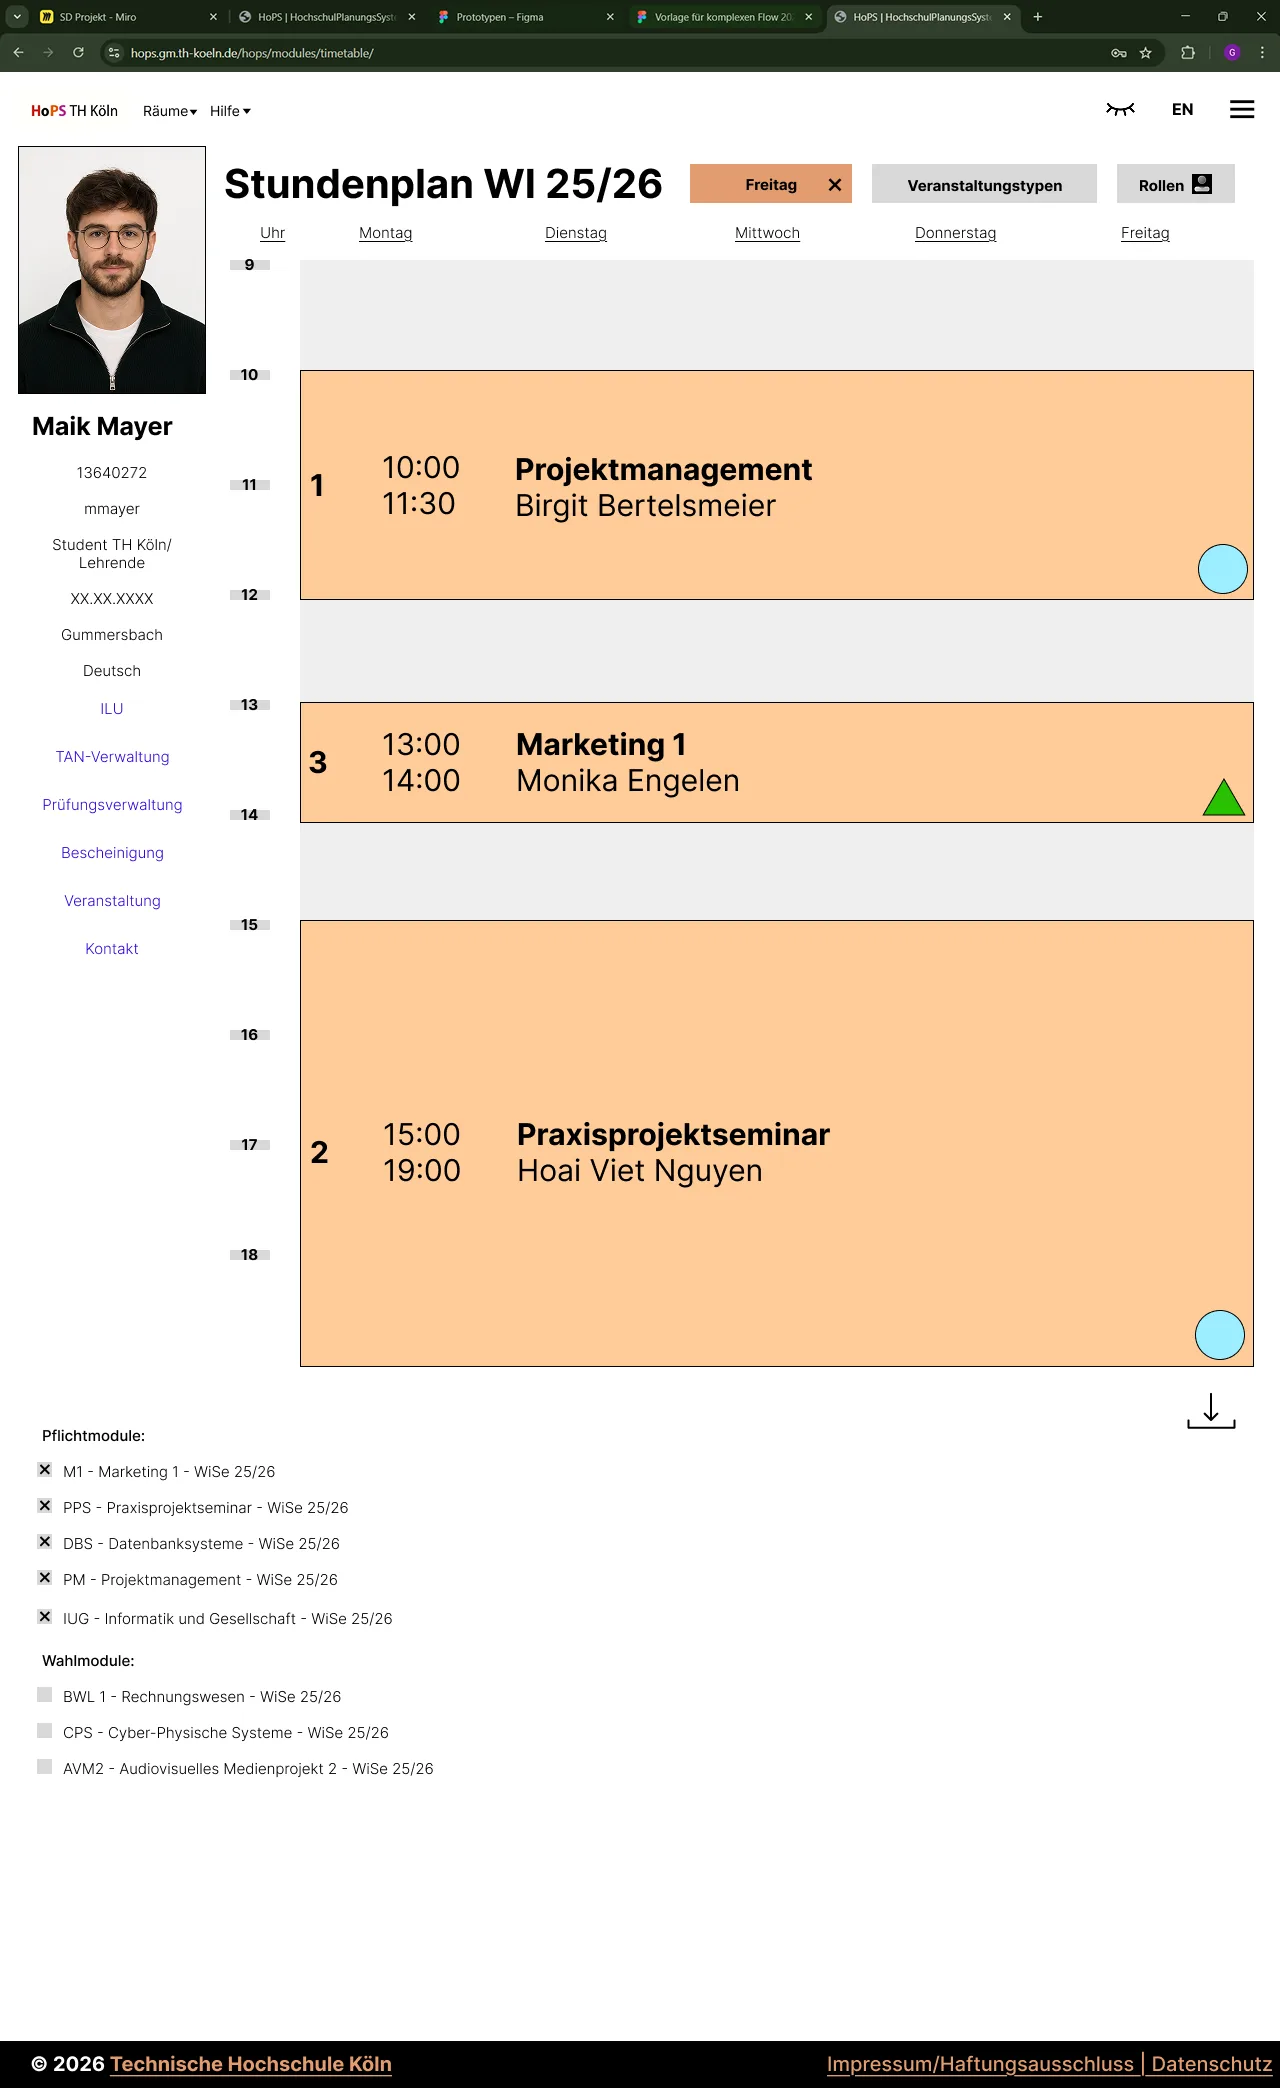 SD Projekt - Miro
HoPS | HochschulPlanungsSyste
Prototypen – Figma
Vorlage für komplexen Flow 20
HoPS | HochschulPlanungsSyste
hops.gm.th-koeln.de/hops/modules/timetable/
G
HoPS TH Köln
Räume
Hilfe
EN
Stundenplan WI 25/26
Freitag
Veranstaltungstypen
Rollen
Uhr
Montag
Dienstag
Mittwoch
Donnerstag
Freitag
Maik Mayer
13640272
mmayer
Student TH Köln/
Lehrende
XX.XX.XXXX
Gummersbach
Deutsch
ILU
TAN-Verwaltung
Prüfungsverwaltung
Bescheinigung
Veranstaltung
Kontakt
9
10
11
12
13
14
15
16
17
18
1
10:00
11:30
Projektmanagement
Birgit Bertelsmeier
3
13:00
14:00
Marketing 1
Monika Engelen
2
15:00
19:00
Praxisprojektseminar
Hoai Viet Nguyen
Pflichtmodule:
M1 - Marketing 1 - WiSe 25/26
PPS - Praxisprojektseminar - WiSe 25/26
DBS - Datenbanksysteme - WiSe 25/26
PM - Projektmanagement - WiSe 25/26
IUG - Informatik und Gesellschaft - WiSe 25/26
Wahlmodule:
BWL 1 - Rechnungswesen - WiSe 25/26
CPS - Cyber-Physische Systeme - WiSe 25/26
AVM2 - Audiovisuelles Medienprojekt 2 - WiSe 25/26
© 2026 Technische Hochschule Köln
Impressum/Haftungsausschluss | Datenschutz